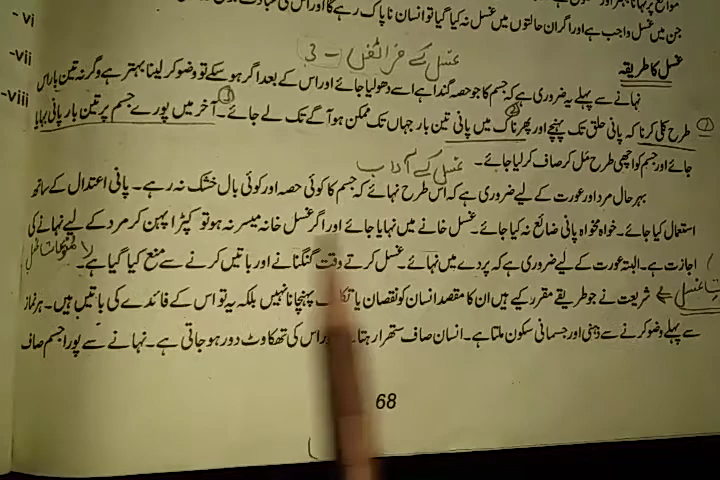 vi-
جن میں غسل واجب ہے اور اگر ان حالتوں میں غسل نہ کیا گیا تو انسان ناپاک رہے گا اور اس کی
غسل کے فرائض - 3
vii-
غسل کا طریقہ
viii-
نہانے سے پہلے یہ ضروری ہے کہ جسم کا جو حصہ گندا ہے اسے دھو لیا جائے اور اس کے بعد اگر ہو سکے تو وضو کر لینا بہتر ہے وگرنہ تین بار اس
طرح کلی کرنا کہ پانی حلق تک پہنچے اور پھر ناک میں پانی تین بار جہاں تک ممکن ہو آگے تک لے جائے۔ آخر میں پورے جسم پر تین بار پانی بہایا
جائے اور جسم کو اچھی طرح مَل کر صاف کر لیا جائے۔
غسل کے آداب
بہرحال مرد اور عورت کے لیے ضروری ہے کہ اس طرح نہائے کہ جسم کا کوئی حصہ اور کوئی بال خشک نہ رہے۔ پانی اعتدال کے ساتھ
استعمال کیا جائے۔ خواہ مخواہ پانی ضائع نہ کیا جائے۔ غسل خانے میں نہایا جائے اور اگر غسل خانہ میسر نہ ہو تو کپڑا پہن کر مرد کے لیے نہانے کی
اجازت ہے۔ البتہ عورت کے لیے ضروری ہے کہ پردے میں نہائے۔ غسل کرتے وقت گنگنانے اور باتیں کرنے سے منع کیا گیا ہے۔
شریعت نے جو طریقے مقرر کیے ہیں ان کا مقصد انسان کو نقصان یا پہنچانا نہیں بلکہ یہ تو اس کے فائدے کی باتیں ہیں۔ ہر نماز
سے پہلے وضو کرنے سے ذہنی اور جسمانی سکون ملتا ہے۔ انسان صاف ستھرا رہتا اور اس کی تھکاوٹ دور ہو جاتی ہے۔ نہانے سے پورا جسم صاف
68